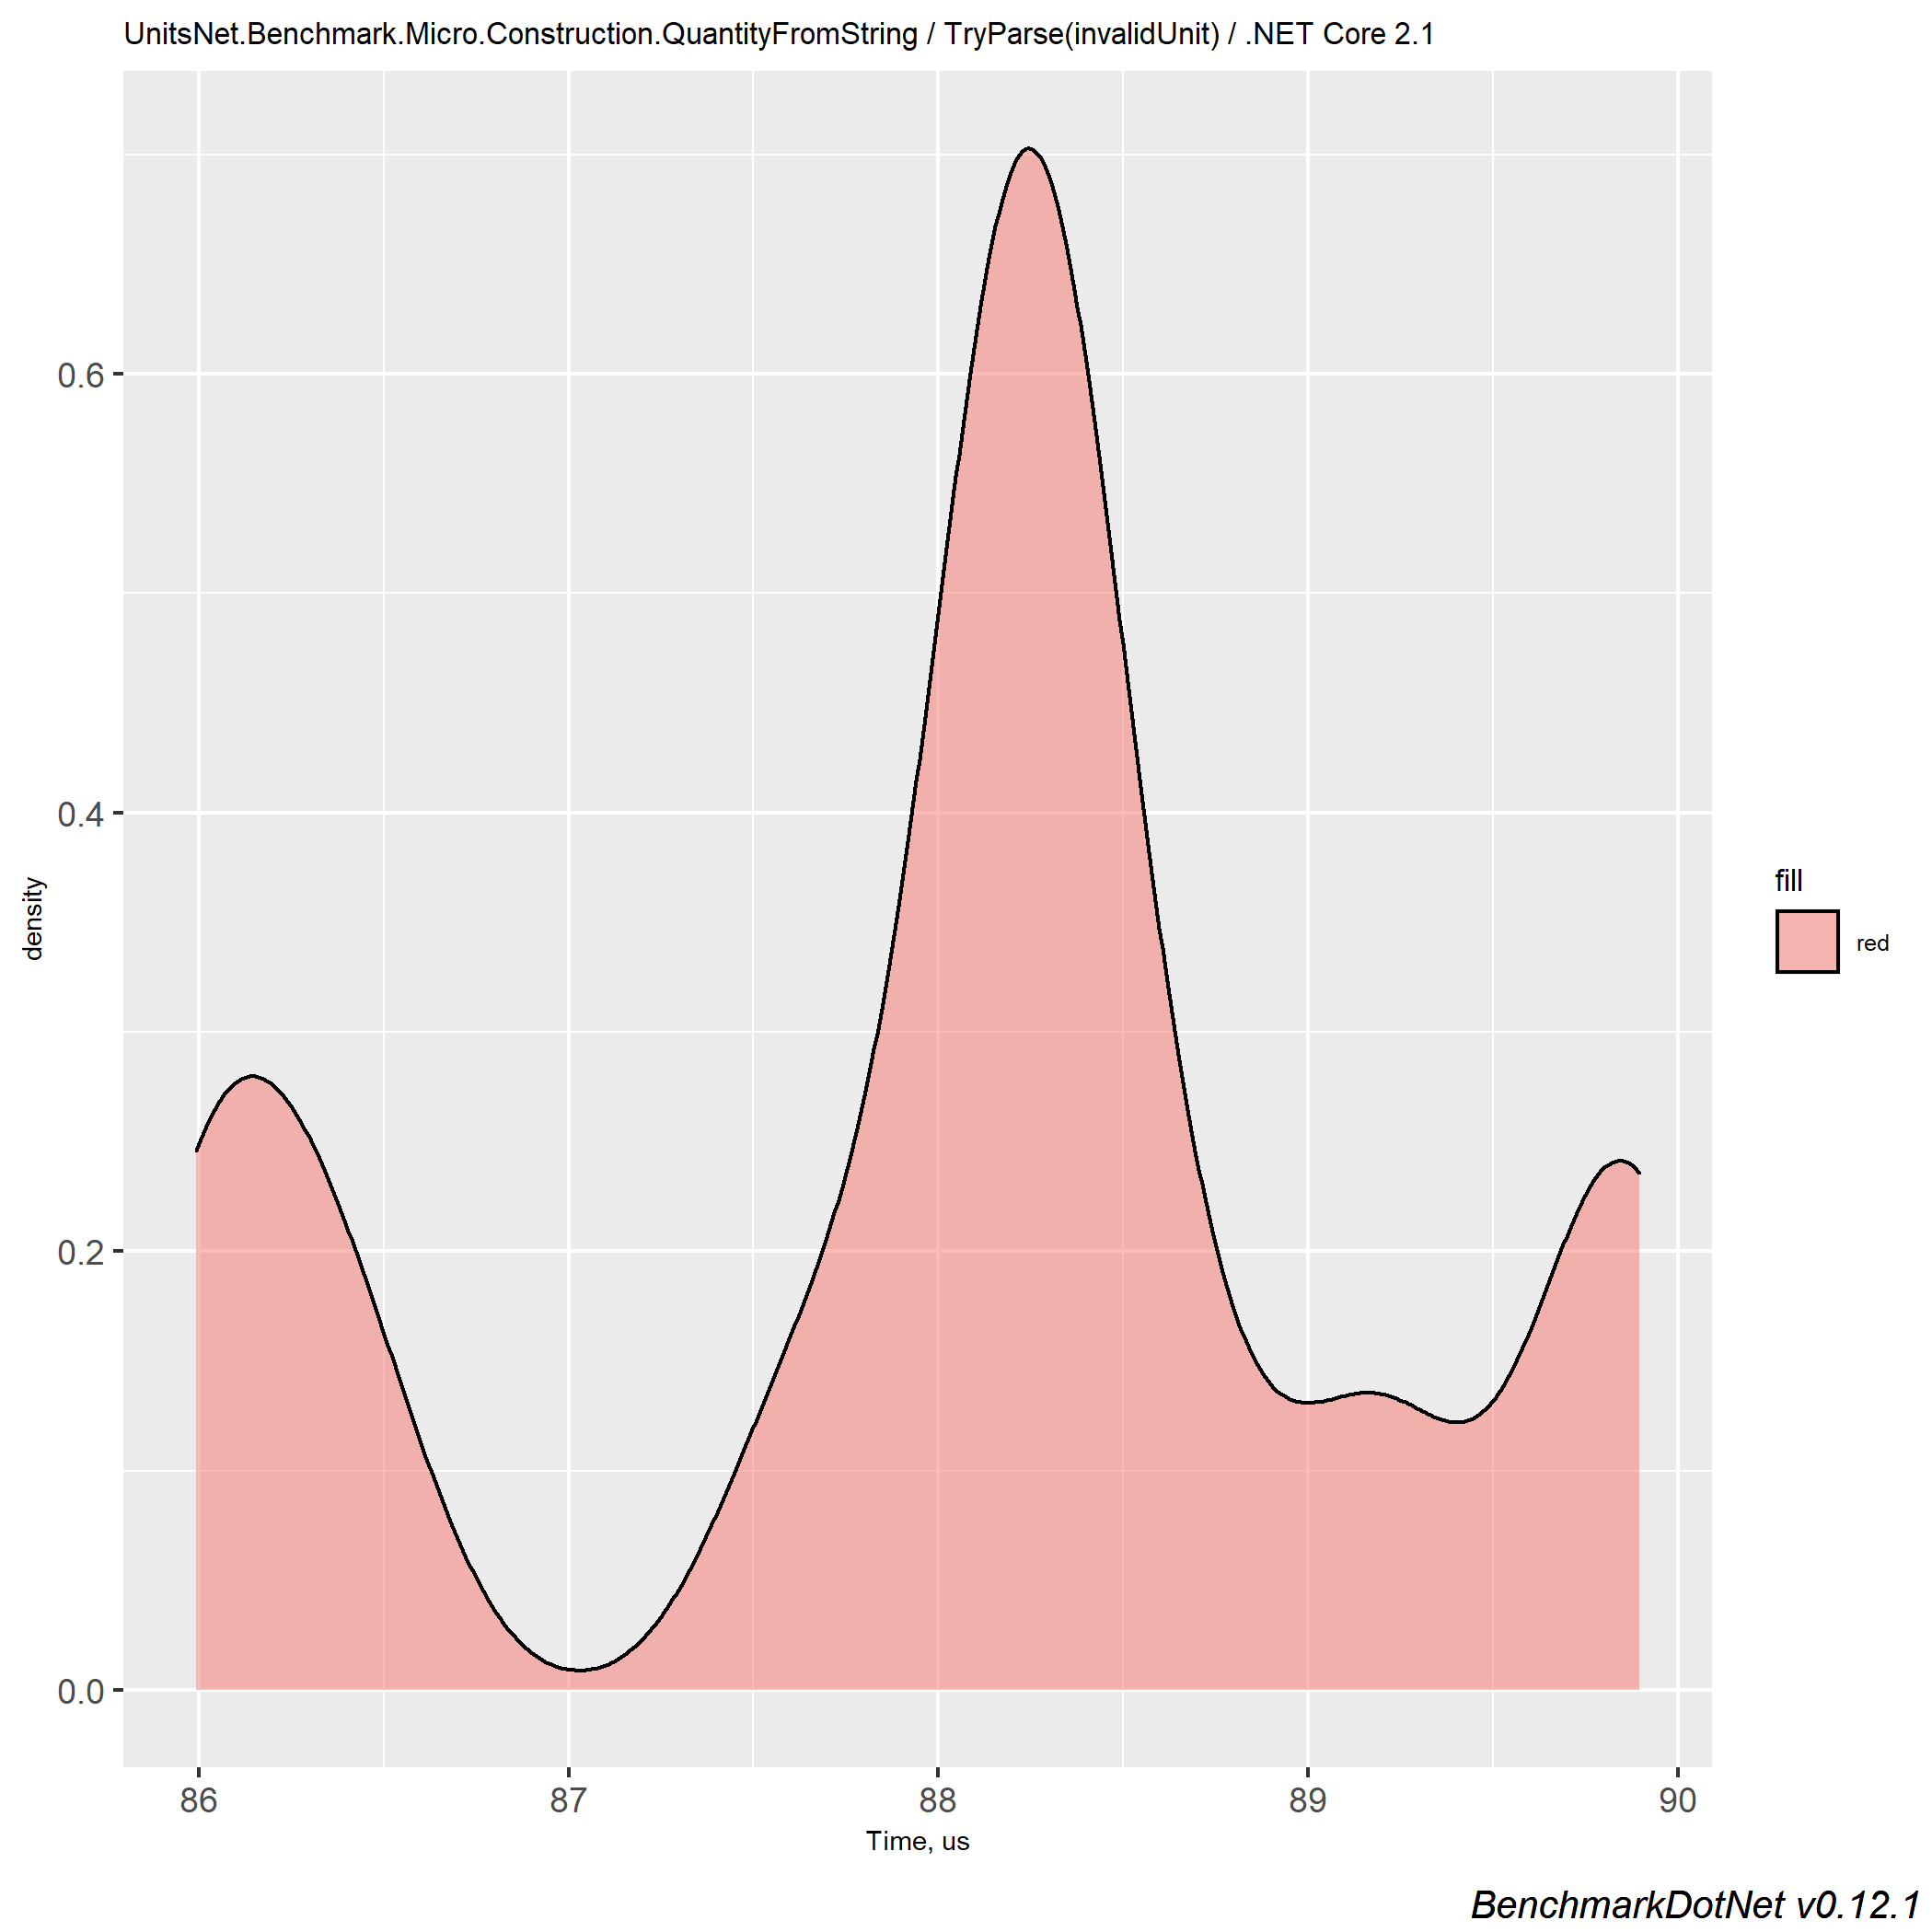 UnitsNet.Benchmark.Micro.Construction.QuantityFromString / TryParse(invalidUnit) / .NET Core 2.1
0.6
0.4
0.2
0.0
density
86 87 88 89 90
Time, us
fill
red
BenchmarkDotNet v0.12.1